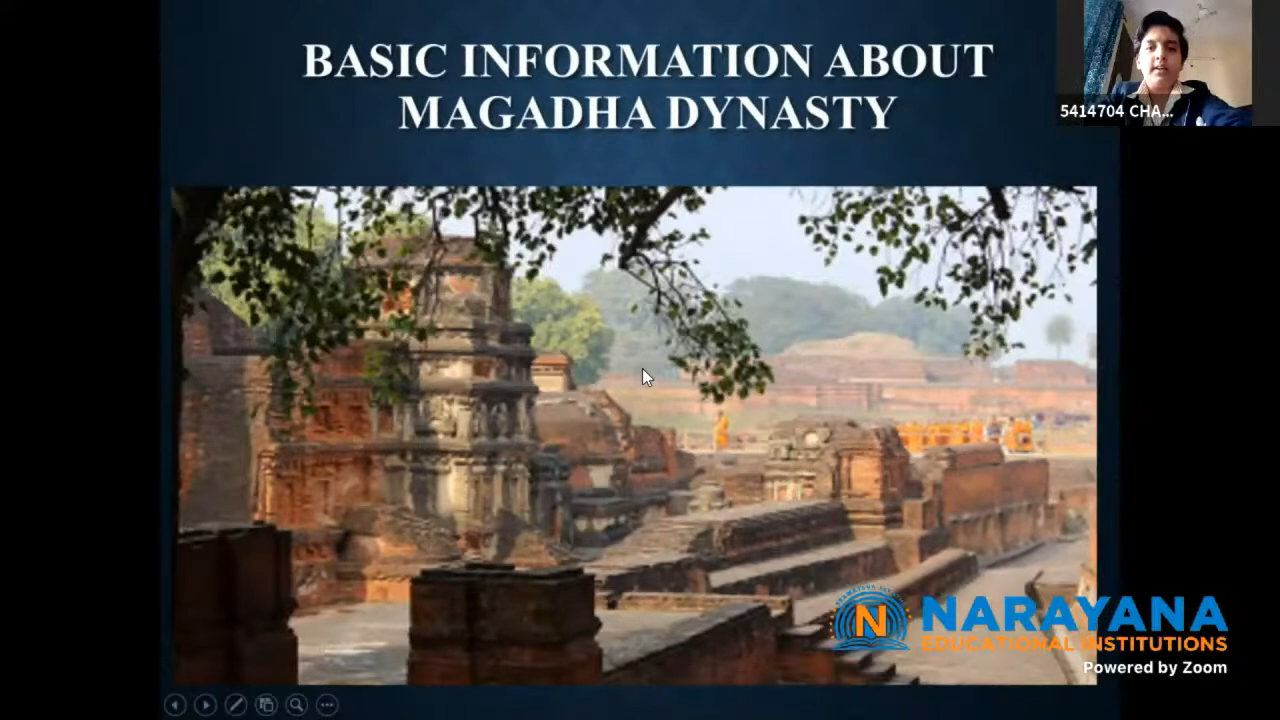 BASIC INFORMATION ABOUT
MAGADHA DYNASTY
5414704 CHA...
N
NARAYANA
EDUCATIONAL INSTITUTIONS
Powered by Zoom